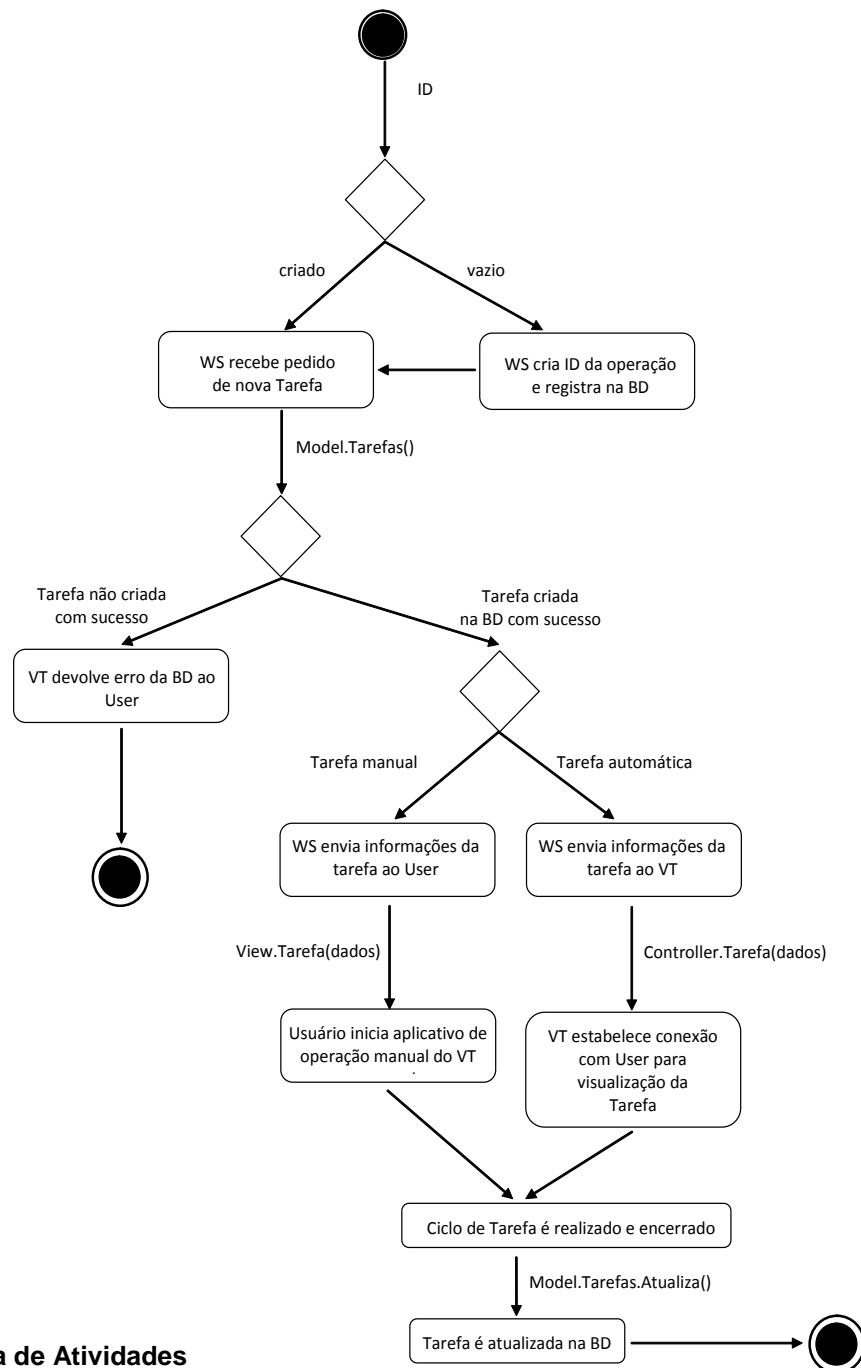 ID
criado
vazio
WS recebe pedido
de nova Tarefa
WS cria ID da operação
e registra na BD
Model.Tarefas()
Tarefa não criada
com sucesso
Tarefa criada
na BD com sucesso
VT devolve erro da BD ao
User
Tarefa manual
Tarefa automática
WS envia informações da
tarefa ao User
WS envia informações da
tarefa ao VT
View.Tarefa(dados)
Controller.Tarefa(dados)
Usuário inicia aplicativo de
operação manual do VT
VT estabelece conexão
com User para
visualização da
Tarefa
Ciclo de Tarefa é realizado e encerrado
Model.Tarefas.Atualiza()
Tarefa é atualizada na BD
a de Atividades